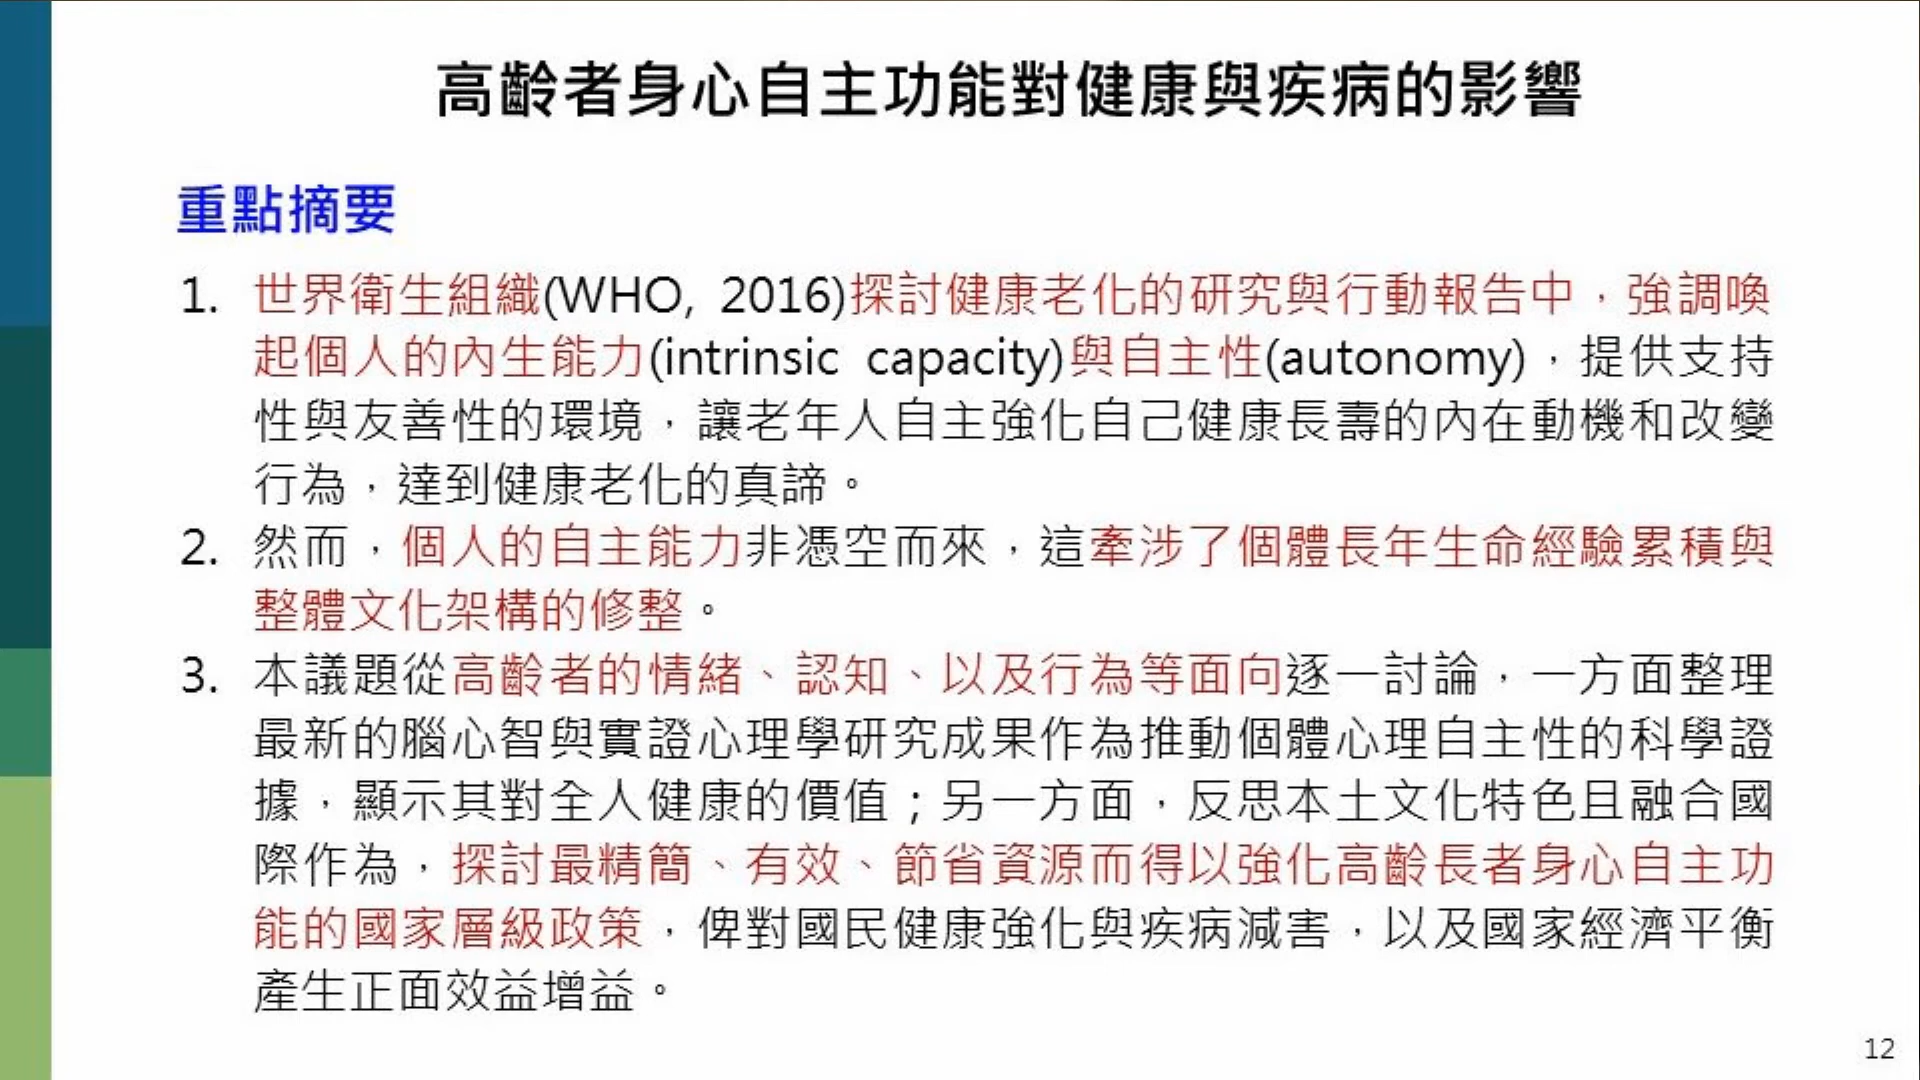 高齡者身心自主功能對健康與疾病的影響
重點摘要
1. 世界衛生組織(WHO, 2016)探討健康老化的研究與行動報告中，強調喚
起個人的內生能力(intrinsic capacity)與自主性(autonomy)，提供支持
性與友善性的環境，讓老年人自主強化自己健康長壽的內在動機和改變
行為，達到健康老化的真諦。
2. 然而，個人的自主能力非憑空而來，這牽涉了個體長年生命經驗累積與
整體文化架構的修整。
3. 本議題從高齡者的情緒、認知、以及行為等面向逐一討論，一方面整理
最新的腦心智與實證心理學研究成果作為推動個體心理自主性的科學證
據，顯示其對全人健康的價值；另一方面，反思本土文化特色且融合國
際作為，探討最精簡、有效、節省資源而得以強化高齡長者身心自主功
能的國家層級政策，俾對國民健康強化與疾病減害，以及國家經濟平衡
產生正面效益增益。
12